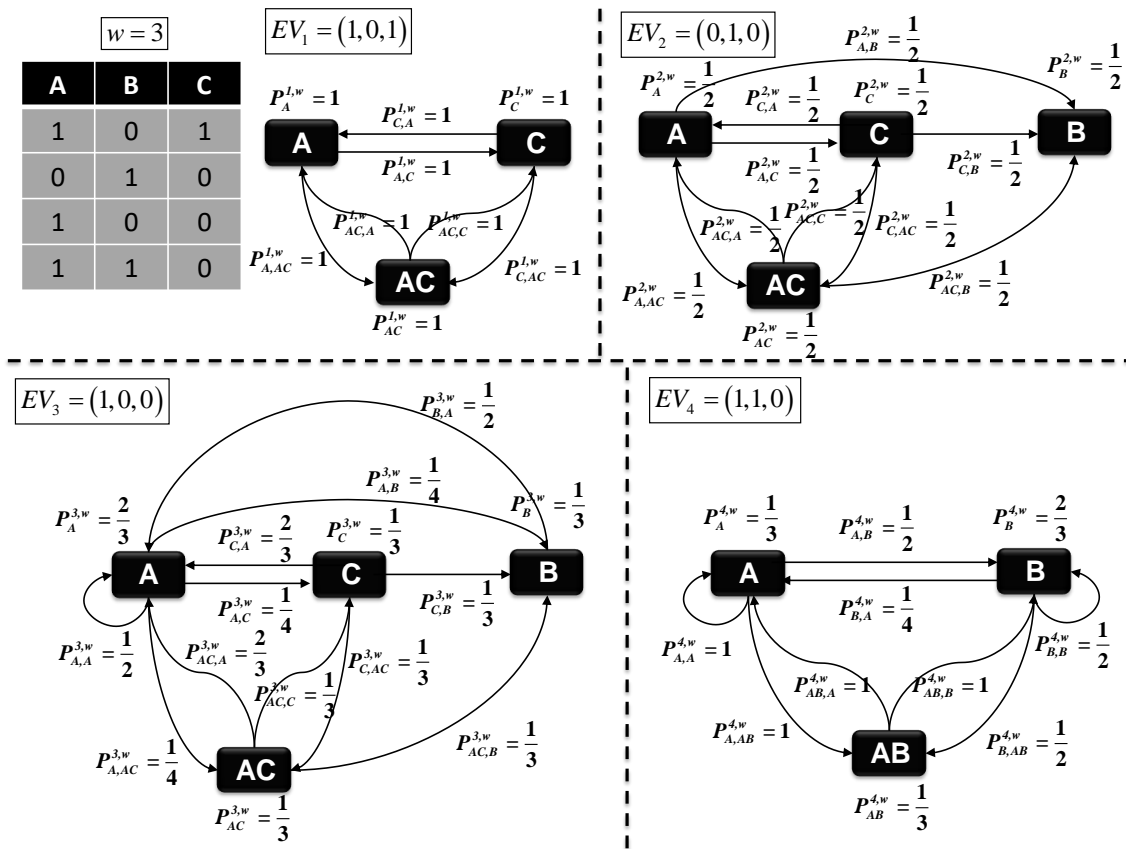 w = 3
A B C
1 0 1
0 1 0
1 0 0
1 1 0
EV_1 = (1,0,1)
P_A^{1,w} = 1
P_C^{1,w} = 1
P_{C,A}^{1,w} = 1
A
C
P_{A,C}^{1,w} = 1
P_{AC,A}^{1,w} = 1
P_{AC,C}^{1,w} = 1
P_{A,AC}^{1,w} = 1
P_{C,AC}^{1,w} = 1
AC
P_{AC}^{1,w} = 1
EV_2 = (0,1,0)
P_{A,B}^{2,w} = 1/2
P_B^{2,w} = 1/2
P_A^{2,w} = 1/2
P_{C,A}^{2,w} = 1/2
P_C^{2,w} = 1/2
A
C
B
P_{A,C}^{2,w} = 1/2
P_{C,B}^{2,w} = 1/2
P_{AC,A}^{2,w} = 1/2
P_{AC,C}^{2,w} = 1/2
P_{C,AC}^{2,w} = 1/2
P_{A,AC}^{2,w} = 1/2
P_{AC,B}^{2,w} = 1/2
AC
P_{AC}^{2,w} = 1/2
EV_3 = (1,0,0)
P_{B,A}^{3,w} = 1/2
P_{A,B}^{3,w} = 1/4
P_A^{3,w} = 2/3
P_{C,A}^{3,w} = 2/3
P_C^{3,w} = 1/3
P_B^{3,w} = 1/3
A
C
B
P_{A,C}^{3,w} = 1/4
P_{C,B}^{3,w} = 1/3
P_{A,A}^{3,w} = 1/2
P_{AC,A}^{3,w} = 2/3
P_{C,AC}^{3,w} = 1/3
P_{AC,C}^{3,w} = 1/3
P_{A,AC}^{3,w} = 1/4
P_{AC,B}^{3,w} = 1/3
AC
P_{AC}^{3,w} = 1/3
EV_4 = (1,1,0)
P_A^{4,w} = 1/3
P_{A,B}^{4,w} = 1/2
P_B^{4,w} = 2/3
A
B
P_{B,A}^{4,w} = 1/4
P_{A,A}^{4,w} = 1
P_{B,B}^{4,w} = 1/2
P_{AB,A}^{4,w} = 1
P_{AB,B}^{4,w} = 1
P_{A,AB}^{4,w} = 1
P_{B,AB}^{4,w} = 1/2
AB
P_{AB}^{4,w} = 1/3